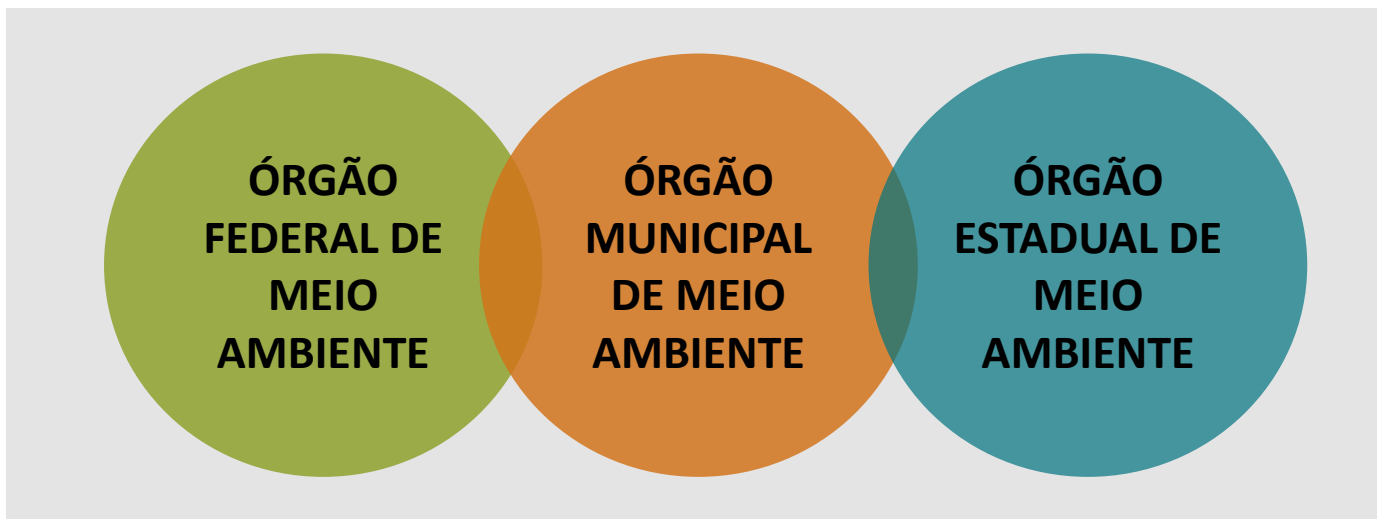 ÓRGÃO
FEDERAL DE
MEIO
AMBIENTE
ÓRGÃO
MUNICIPAL
DE MEIO
AMBIENTE
ÓRGÃO
ESTADUAL DE
MEIO
AMBIENTE